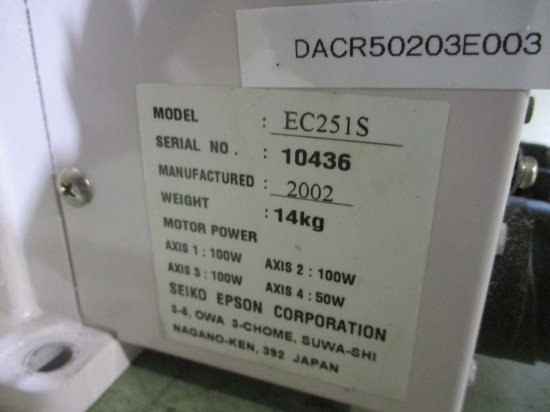 DACR50203E003
MODEL : EC251S
SERIAL NO. : 10436
MANUFACTURED : 2002
WEIGHT : 14kg
MOTOR POWER
AXIS 1 : 100W AXIS 2 : 100W
AXIS 3 : 100W AXIS 4 : 50W
SEIKO EPSON CORPORATION
3-6, OWA 3-CHOME, SUWA-SHI
NAGANO-KEN, 392 JAPAN